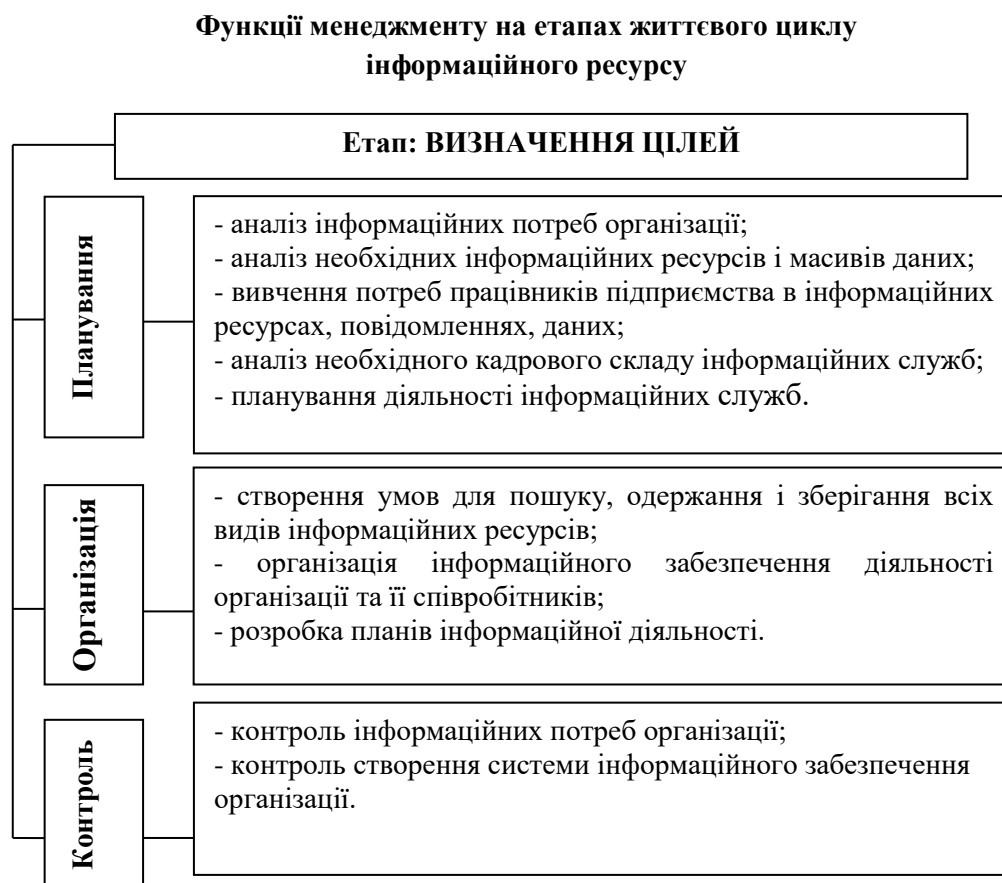 Функції менеджменту на етапах життєвого циклу
інформаційного ресурсу
Етап: ВИЗНАЧЕННЯ ЦІЛЕЙ
Планування
- аналіз інформаційних потреб організації;
- аналіз необхідних інформаційних ресурсів і масивів даних;
- вивчення потреб працівників підприємства в інформаційних
ресурсах, повідомленнях, даних;
- аналіз необхідного кадрового складу інформаційних служб;
- планування діяльності інформаційних служб.
Організація
- створення умов для пошуку, одержання і зберігання всіх
видів інформаційних ресурсів;
- організація інформаційного забезпечення діяльності
організації та її співробітників;
- розробка планів інформаційної діяльності.
Контроль
- контроль інформаційних потреб організації;
- контроль створення системи інформаційного забезпечення
організації.